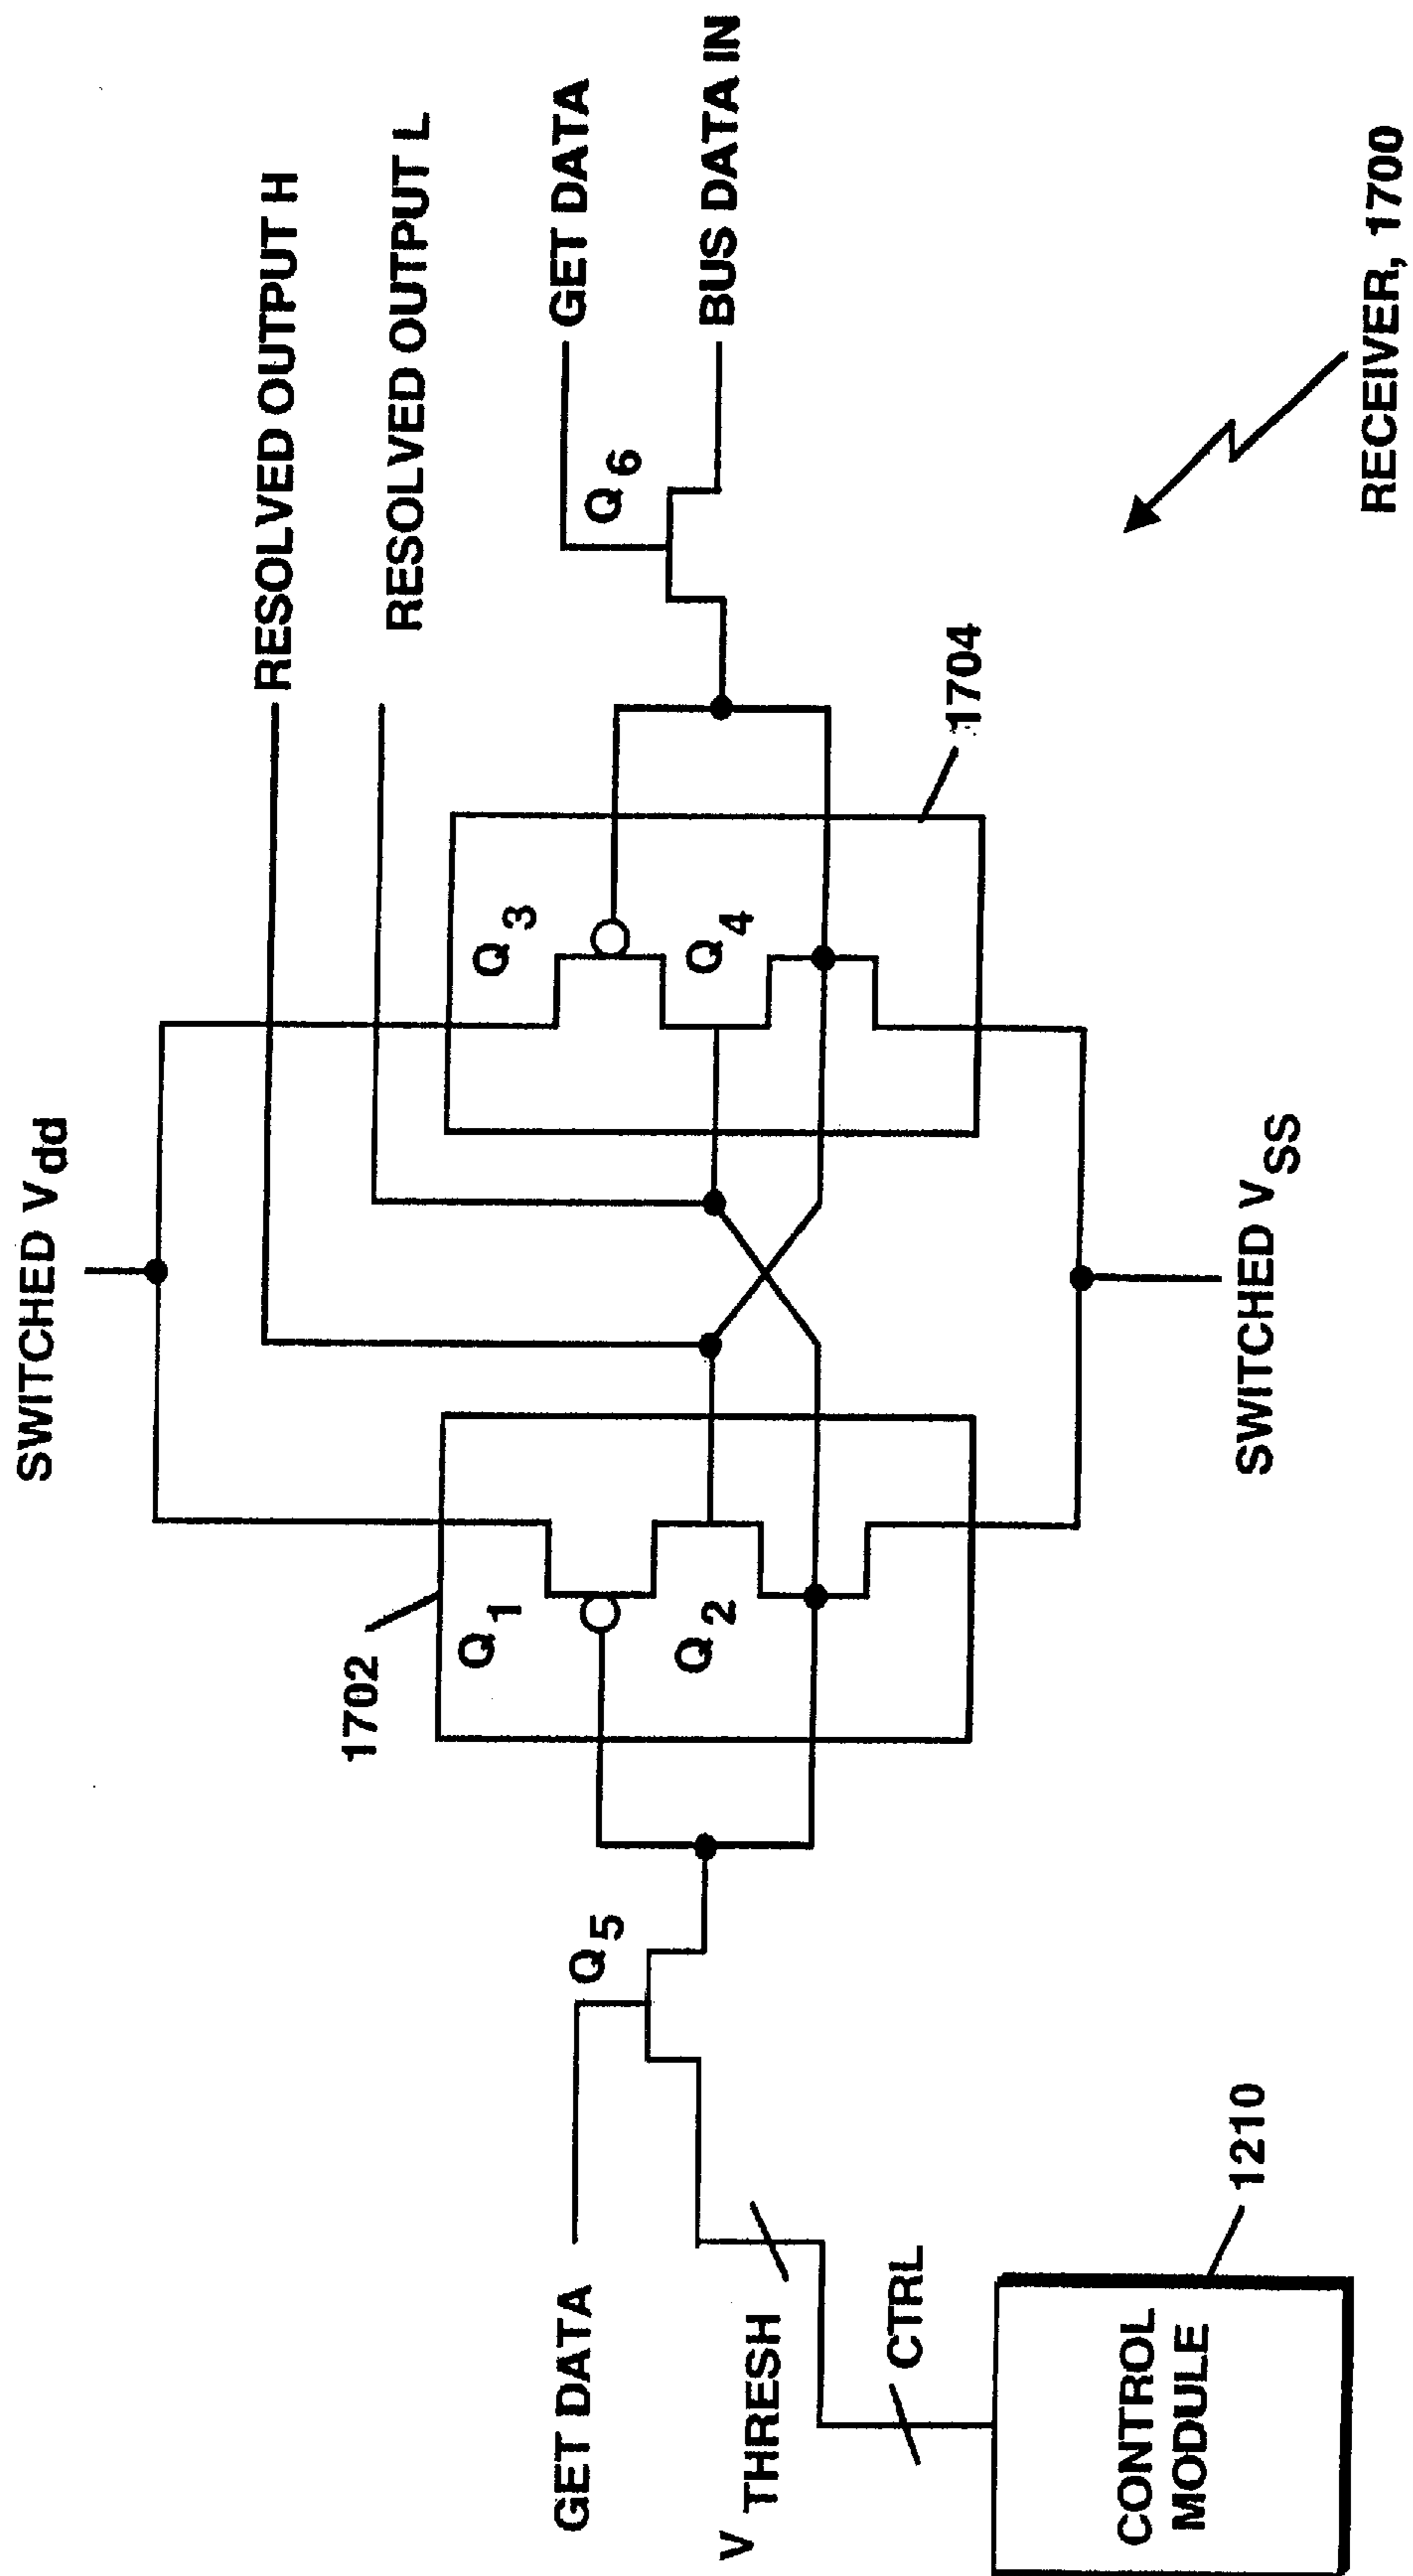 SWITCHED Vdd
RESOLVED OUTPUT H
RESOLVED OUTPUT L
GET DATA
BUS DATA IN
Q6
1702
Q1
Q2
Q3
Q4
1704
GET DATA
Q5
VTHRESH
CTRL
CONTROL
MODULE
1210
SWITCHED VSS
RECEIVER, 1700